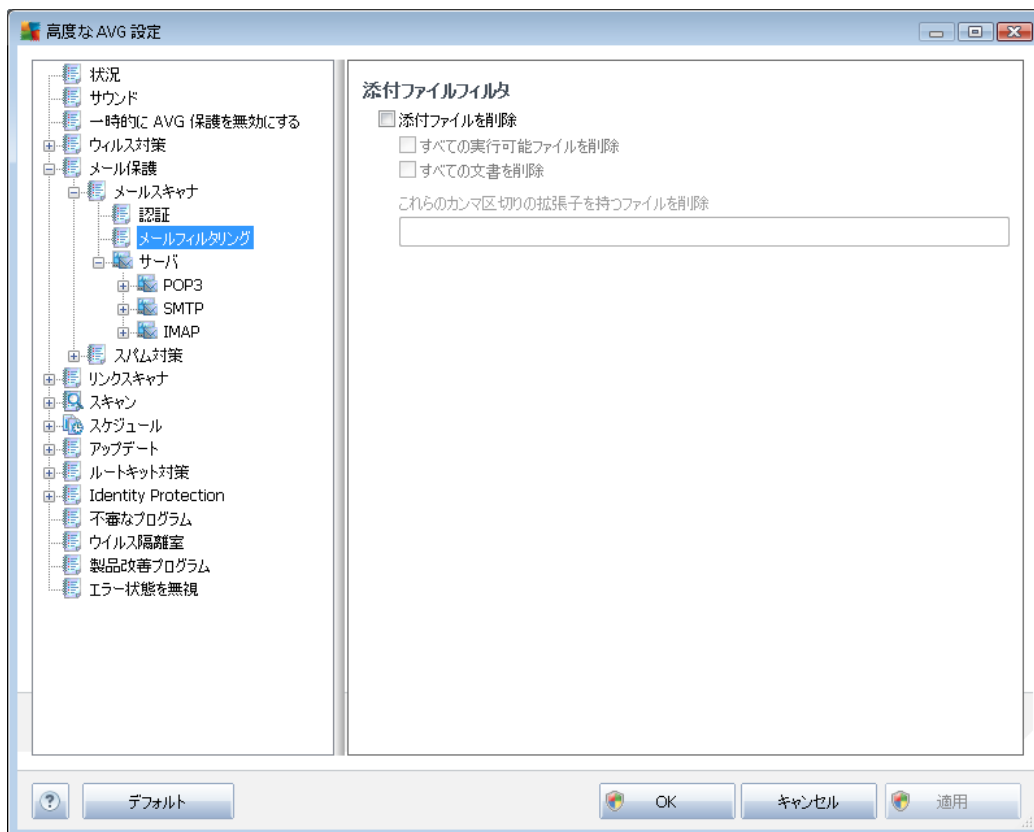 高度な AVG 設定
状況
サウンド
一時的に AVG 保護を無効にする
ウィルス対策
メール保護
メールスキャナ
認証
メールフィルタリング
サーバ
POP3
SMTP
IMAP
スパム対策
リンクスキャナ
スキャン
スケジュール
アップデート
ルートキット対策
Identity Protection
不審なプログラム
ウイルス隔離室
製品改善プログラム
エラー状態を無視
添付ファイルフィルタ
添付ファイルを削除
すべての実行可能ファイルを削除
すべての文書を削除
これらのカンマ区切りの拡張子を持つファイルを削除
?
デフォルト
OK
キャンセル
適用